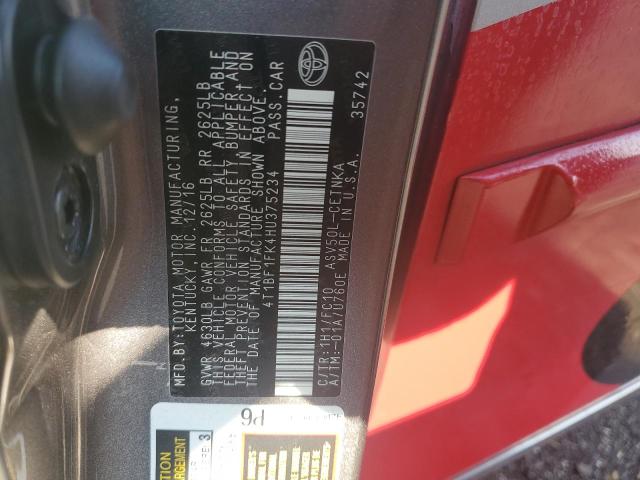 MFD.BY:TOYOTA MOTOR MANUFACTURING,
KENTUCKY, INC. 12/16
GVWR 4630LB GAWR FR 2625LB RR 2625LB
THIS VEHICLE CONFORMS TO ALL APPLICABLE
FEDERAL MOTOR VEHICLE SAFETY, BUMPER AND
THEFT PREVENTION STANDARDS IN EFFECT ON
THE DATE OF MANUFACTURE SHOWN ABOVE.
4T1BF1FK4HU375234 PASS.CAR
C/TR:1H1/FC10 ASV50L-CETNKA
A/TM:-01A/U760E MADE IN U.S.A.
35742
P6
3